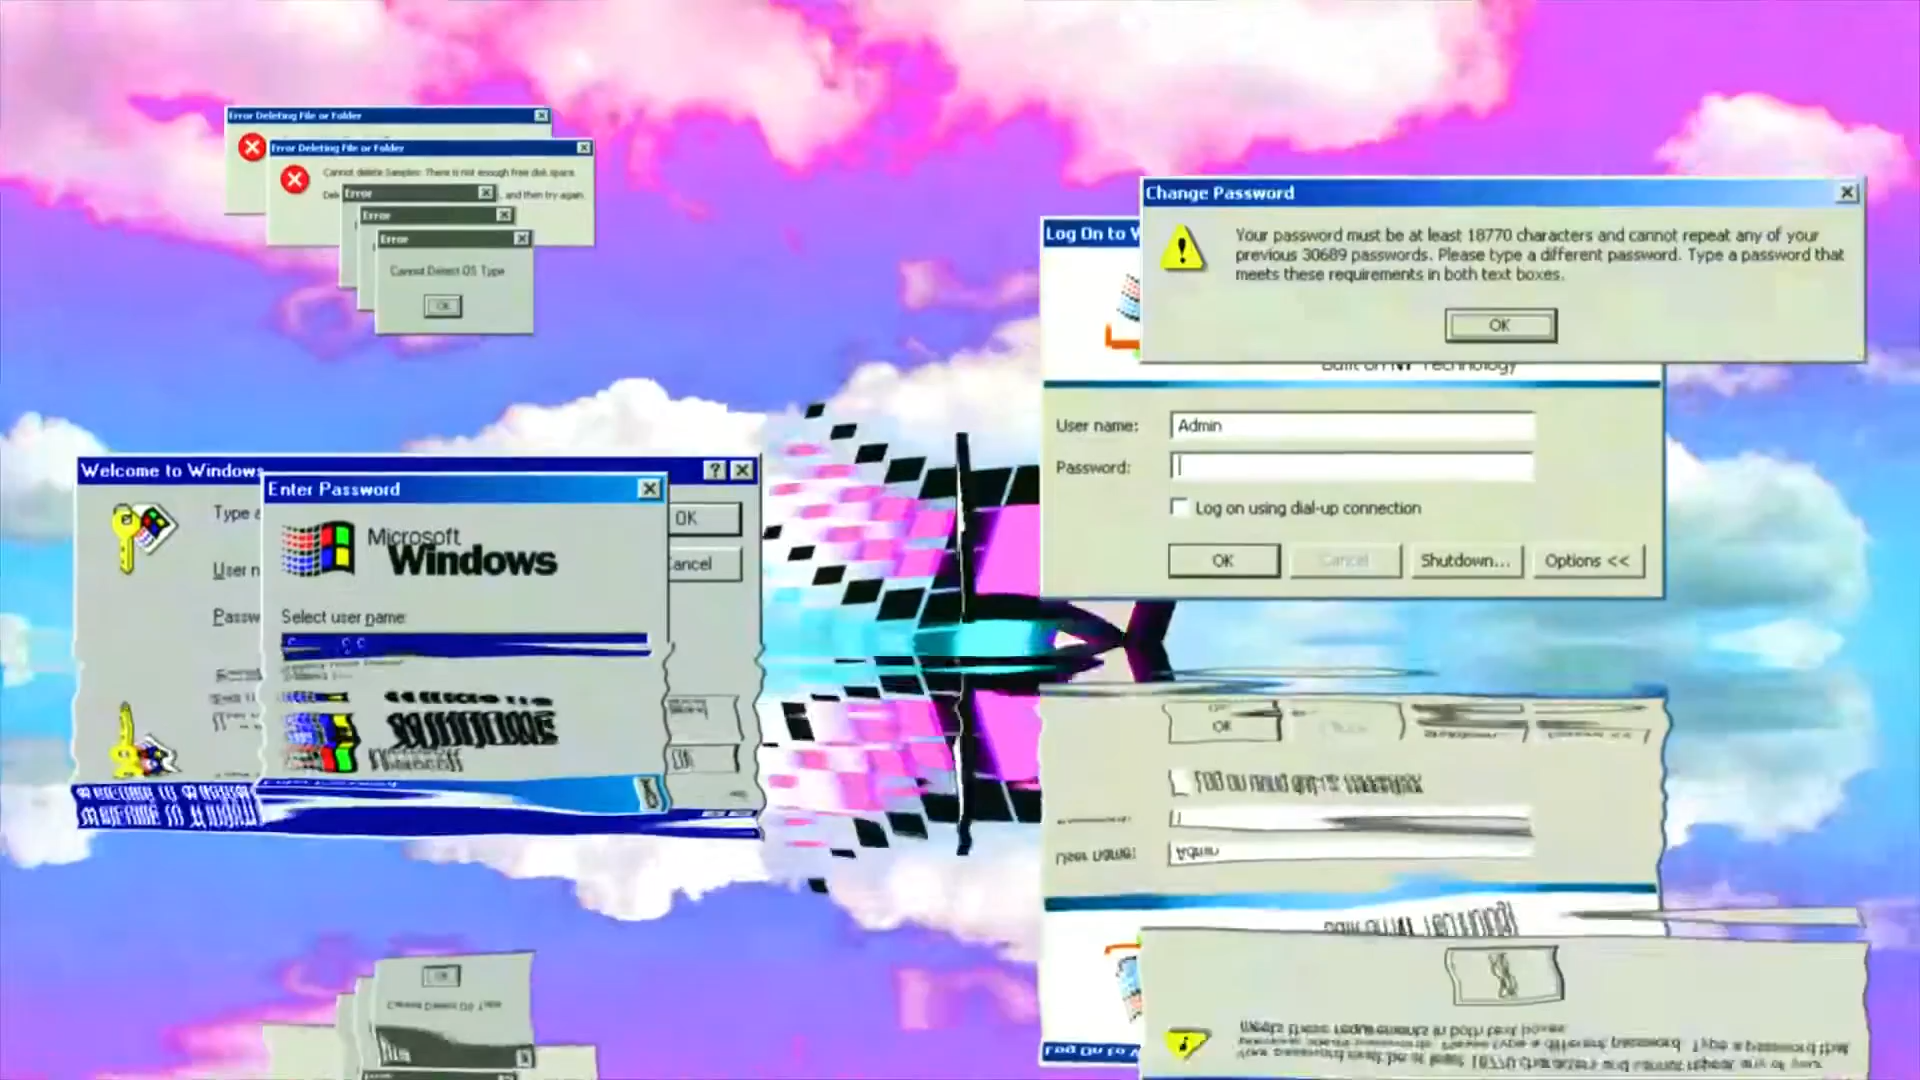 Error Deleting File or Folder
Error Deleting File or Folder
Cannot delete Samples: There is not enough free disk space.
, and then try again.
Error
Error
Error
Cannot Detect OS Type
OK
Change Password
Your password must be at least 18770 characters and cannot repeat any of your
previous 30689 passwords. Please type a different password. Type a password that
meets these requirements in both text boxes.
OK
Log On to W
Built on NT Technology
User name:
Admin
Password:
Log on using dial-up connection
OK
Cancel
Shutdown...
Options <<
Welcome to Windows
Type a
User n
Passw
OK
ancel
Enter Password
Microsoft
Windows
Select user name: